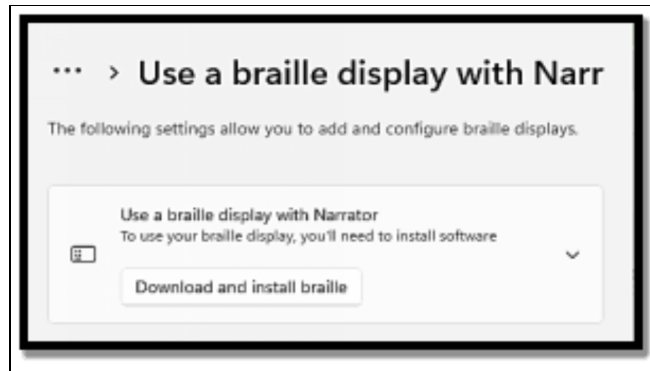 ... > Use a braille display with Narr
The following settings allow you to add and configure braille displays.
Use a braille display with Narrator
To use your braille display, you'll need to install software
Download and install braille